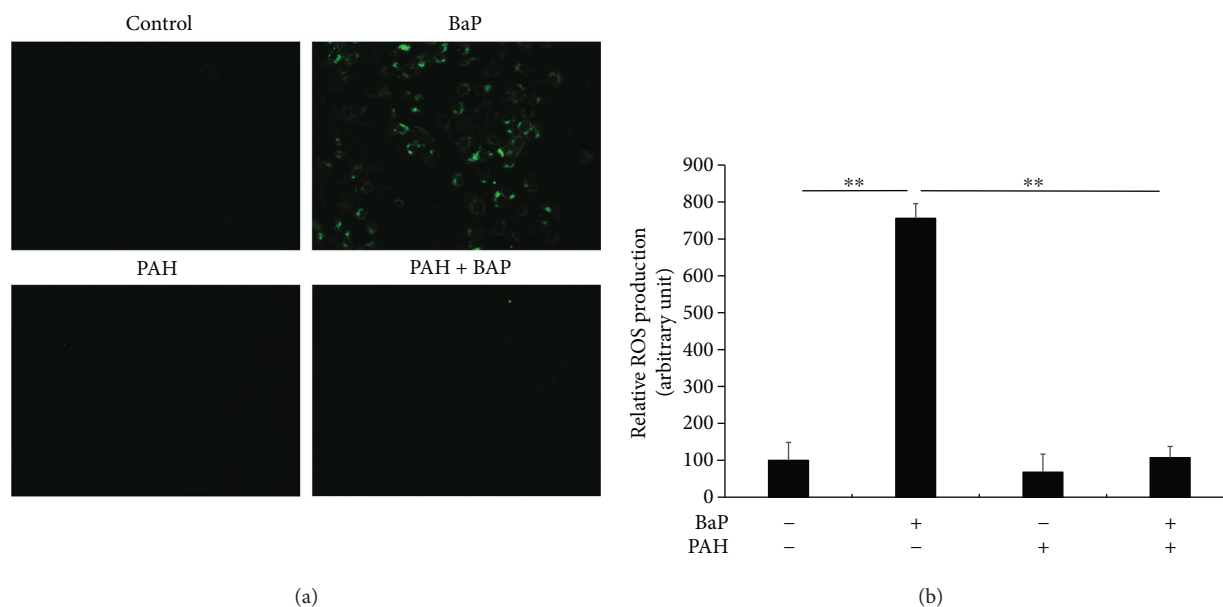 Control
BaP
PAH
PAH + BAP
(a)
Relative ROS production
(arbitrary unit)
900
800
700
600
500
400
300
200
100
0
**
**
BaP − + − +
PAH − − + +
(b)